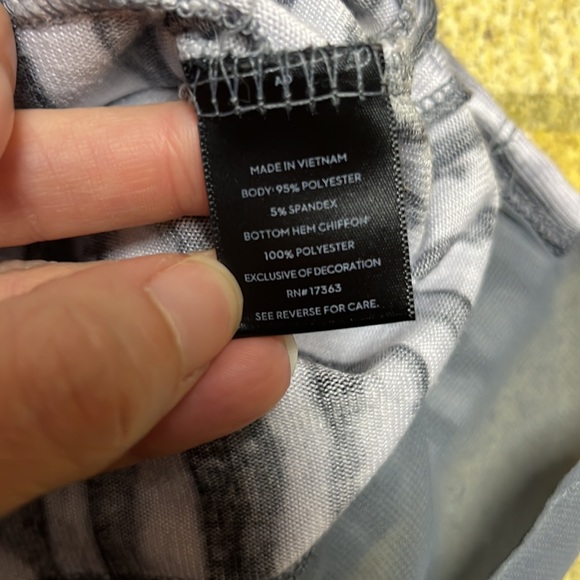 MADE IN VIETNAM
BODY: 95% POLYESTER
5% SPANDEX
BOTTOM HEM CHIFFON
100% POLYESTER
EXCLUSIVE OF DECORATION
RN# 17363
SEE REVERSE FOR CARE.